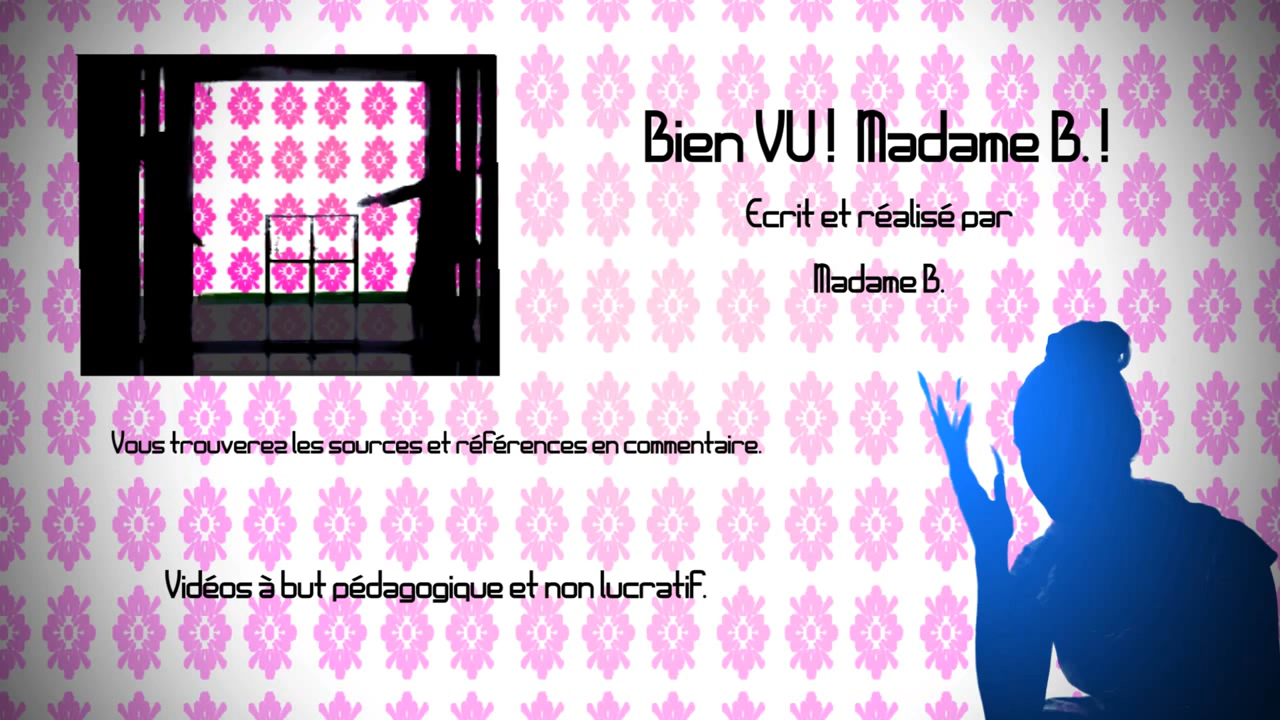 Bien VU ! Madame B. !
Ecrit et réalisé par
Madame B.
Vous trouverez les sources et références en commentaire.
Vidéos à but pédagogique et non lucratif.